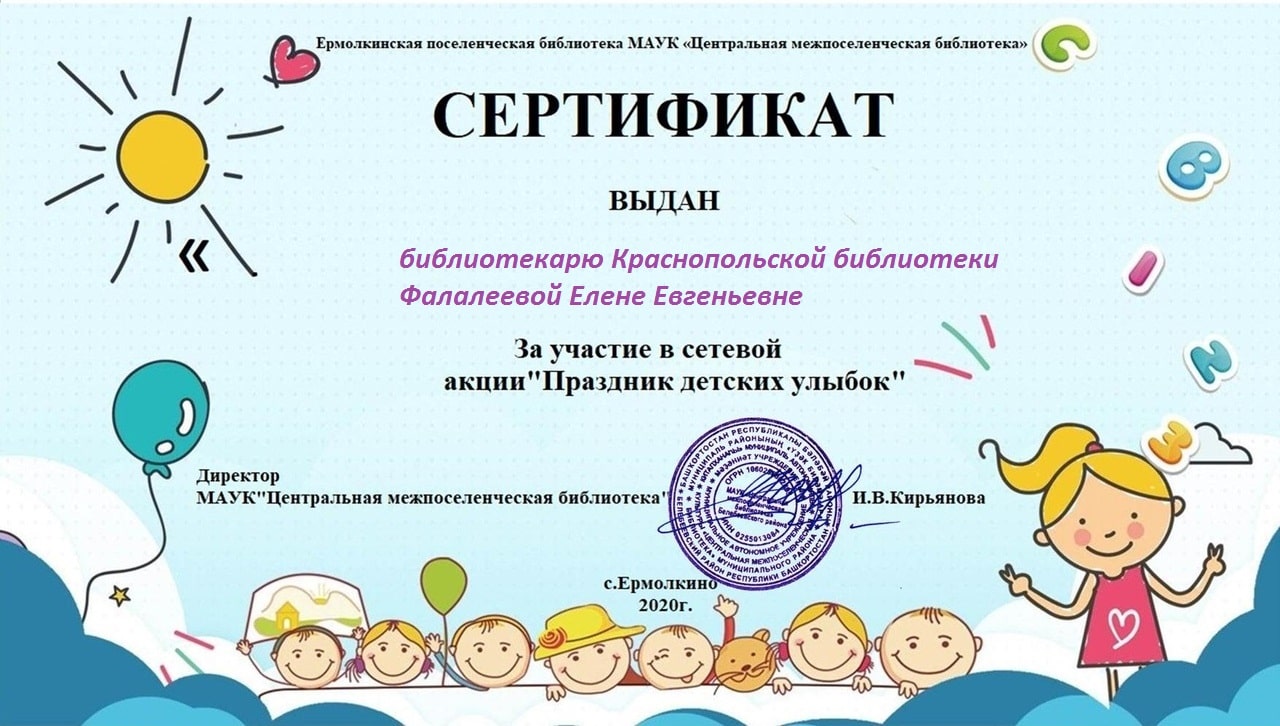 Ермолкинская поселенческая библиотека МАУК «Центральная межпоселенческая библиотека»
СЕРТИФИКАТ
ВЫДАН
«
библиотекарю Краснопольской библиотеки
Фалалеевой Елене Евгеньевне
За участие в сетевой
акции"Праздник детских улыбок"
Директор
МАУК"Центральная межпоселенческая библиотека"
И.В.Кирьянова
с.Ермолкино
2020г.